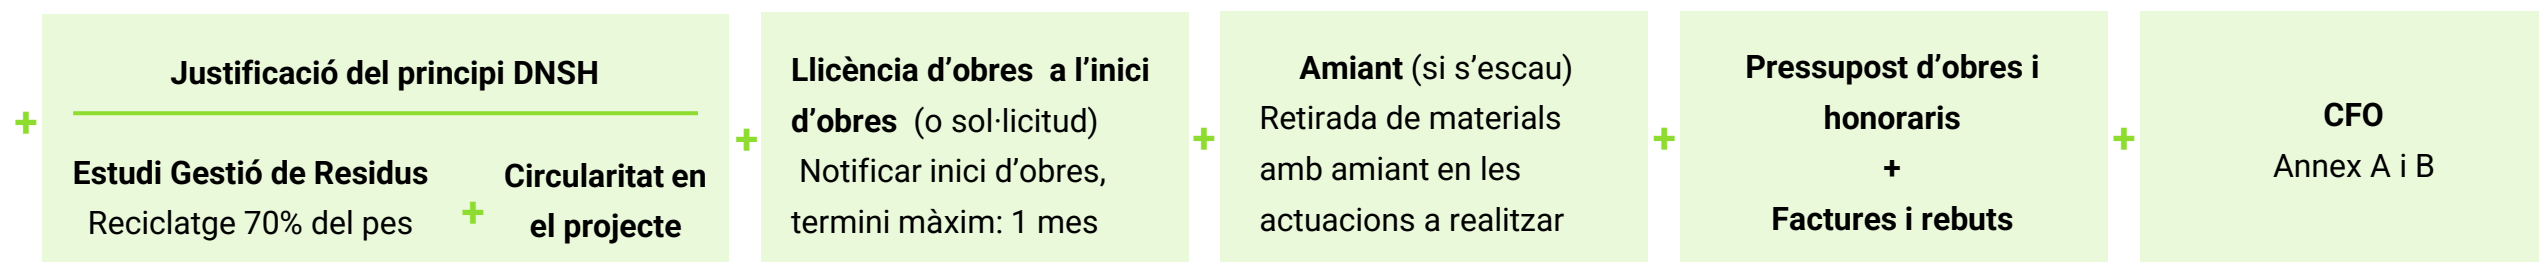 +
Justificació del principi DNSH
Estudi Gestió de Residus
Reciclatge 70% del pes
+
Circularitat en
el projecte
+
Llicència d’obres a l’inici
d’obres (o sol·licitud)
Notificar inici d’obres,
termini màxim: 1 mes
+
Amiant (si s’escau)
Retirada de materials
amb amiant en les
actuacions a realitzar
+
Pressupost d’obres i
honoraris
+
Factures i rebuts
+
CFO
Annex A i B